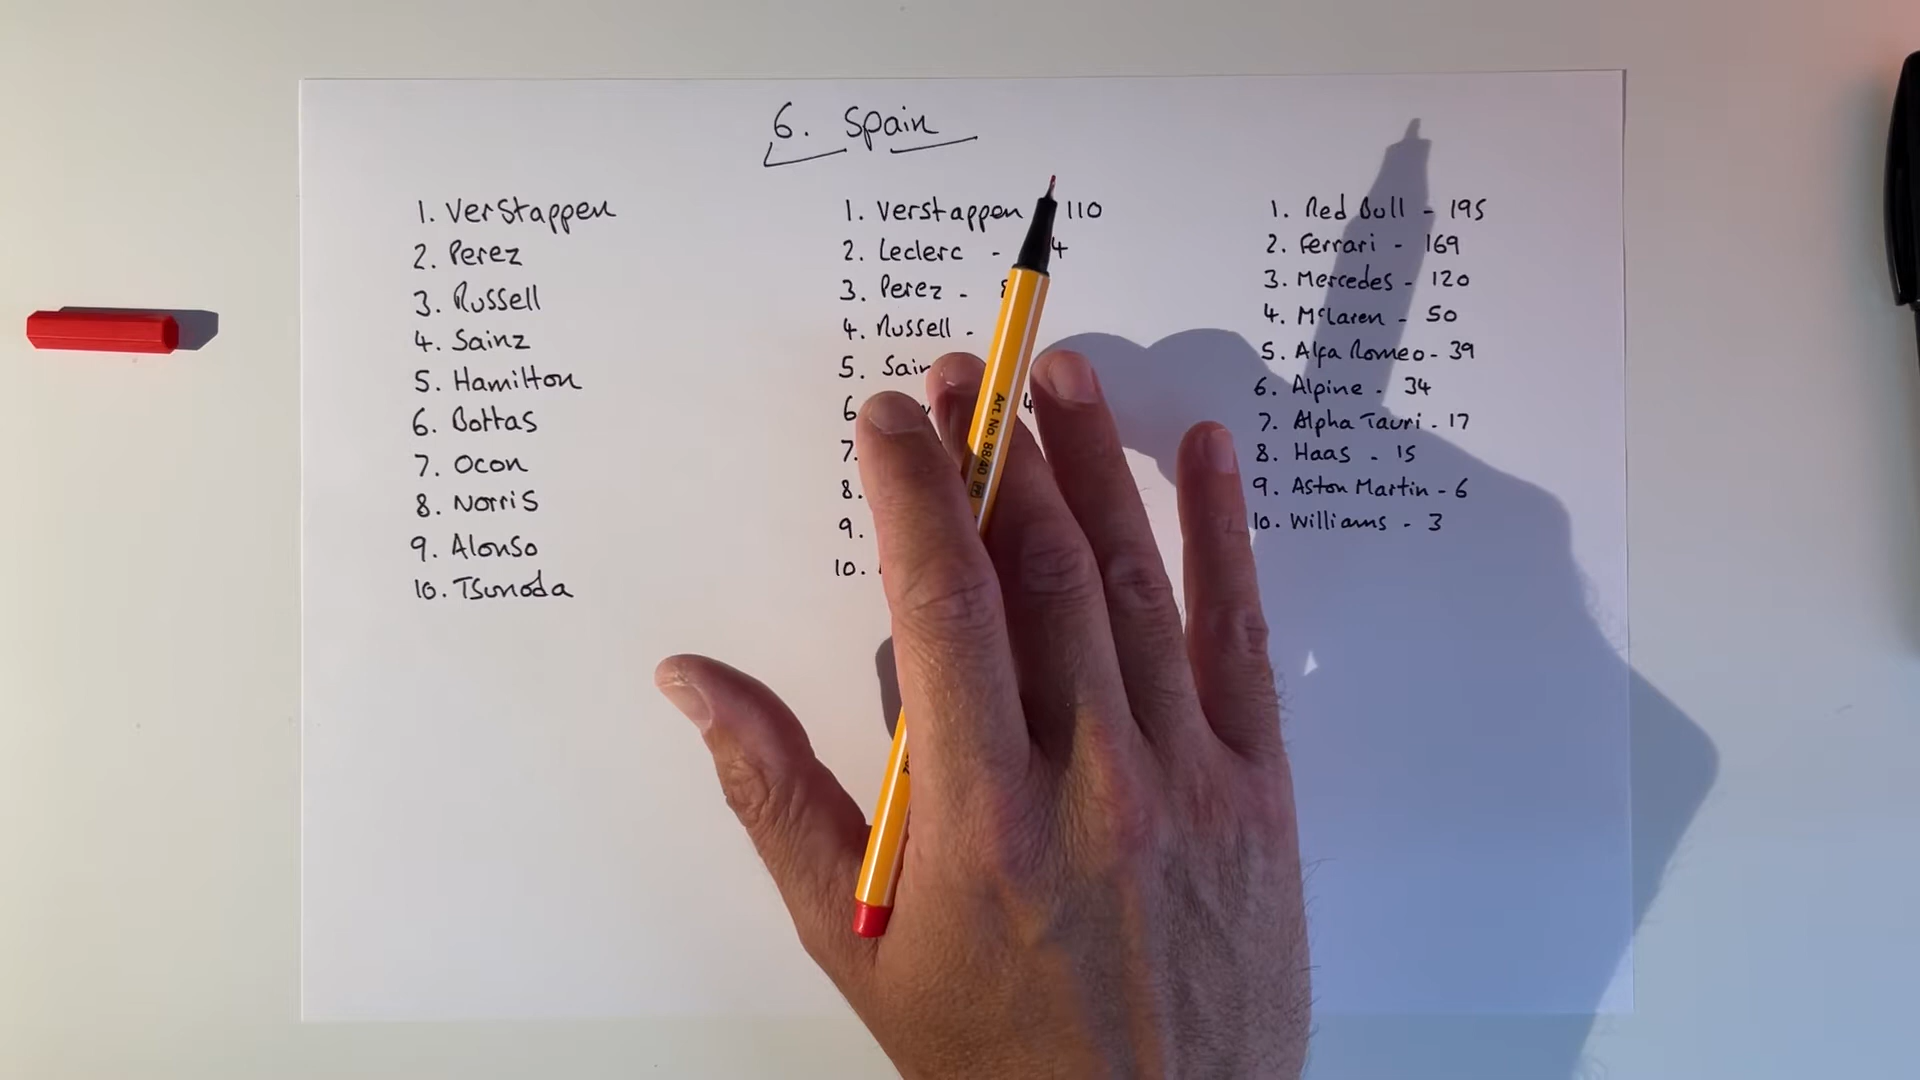 6. Spain
1. Verstappen
2. Perez
3. Russell
4. Sainz
5. Hamilton
6. Bottas
7. Ocon
8. Norris
9. Alonso
10. Tsunoda
1. Verstappen 110
2. Leclerc - 4
3. Perez -
4. Russell -
5.
6. 4
7.
8.
9.
10.
1. Red Bull - 195
2. Ferrari - 169
3. Mercedes - 120
4. McLaren - 50
5. Alfa Romeo - 39
6. Alpine - 34
7. Alpha Tauri - 17
8. Haas - 15
9. Aston Martin - 6
10. Williams - 3
Art. No. 88/40